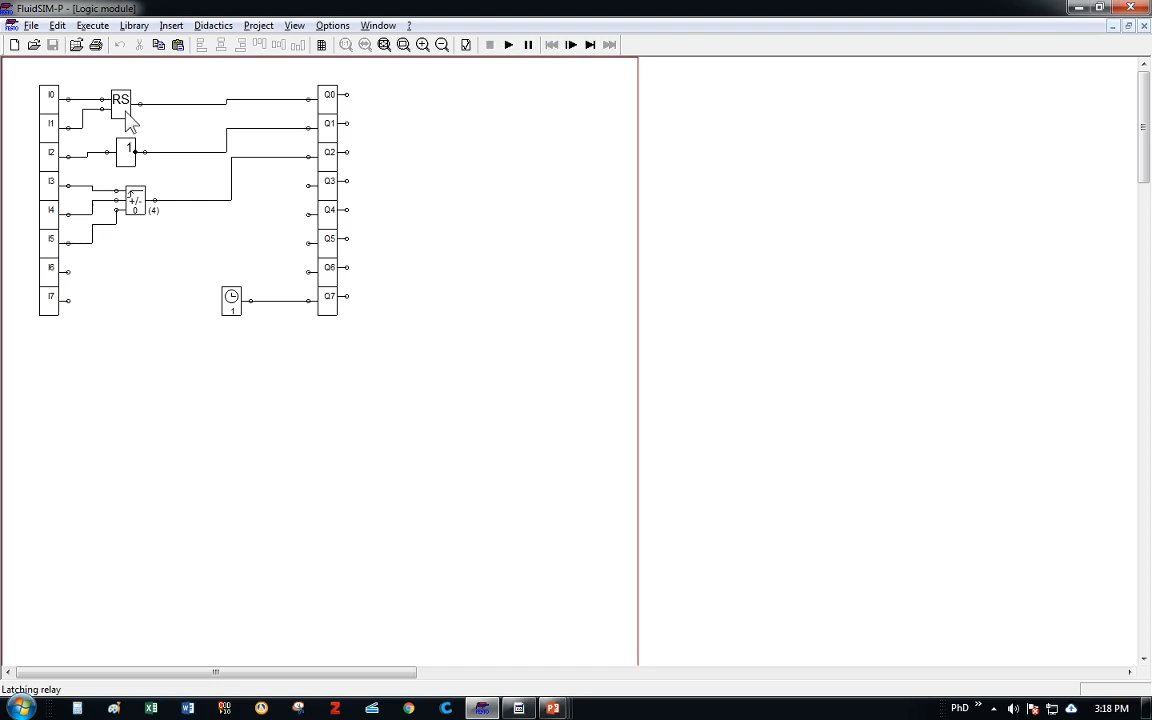 FluidSIM-P - [Logic module]
File Edit Execute Insert Didactics Project Library View Options Window ?
I0 RS Q0
I1 Q1
I2 1 Q2
I3 Q3
+/-
I4 0 (4) Q4
I5 Q5
I6 Q6
I7 Q7
1
Latching relay
PhD » 3:18 PM